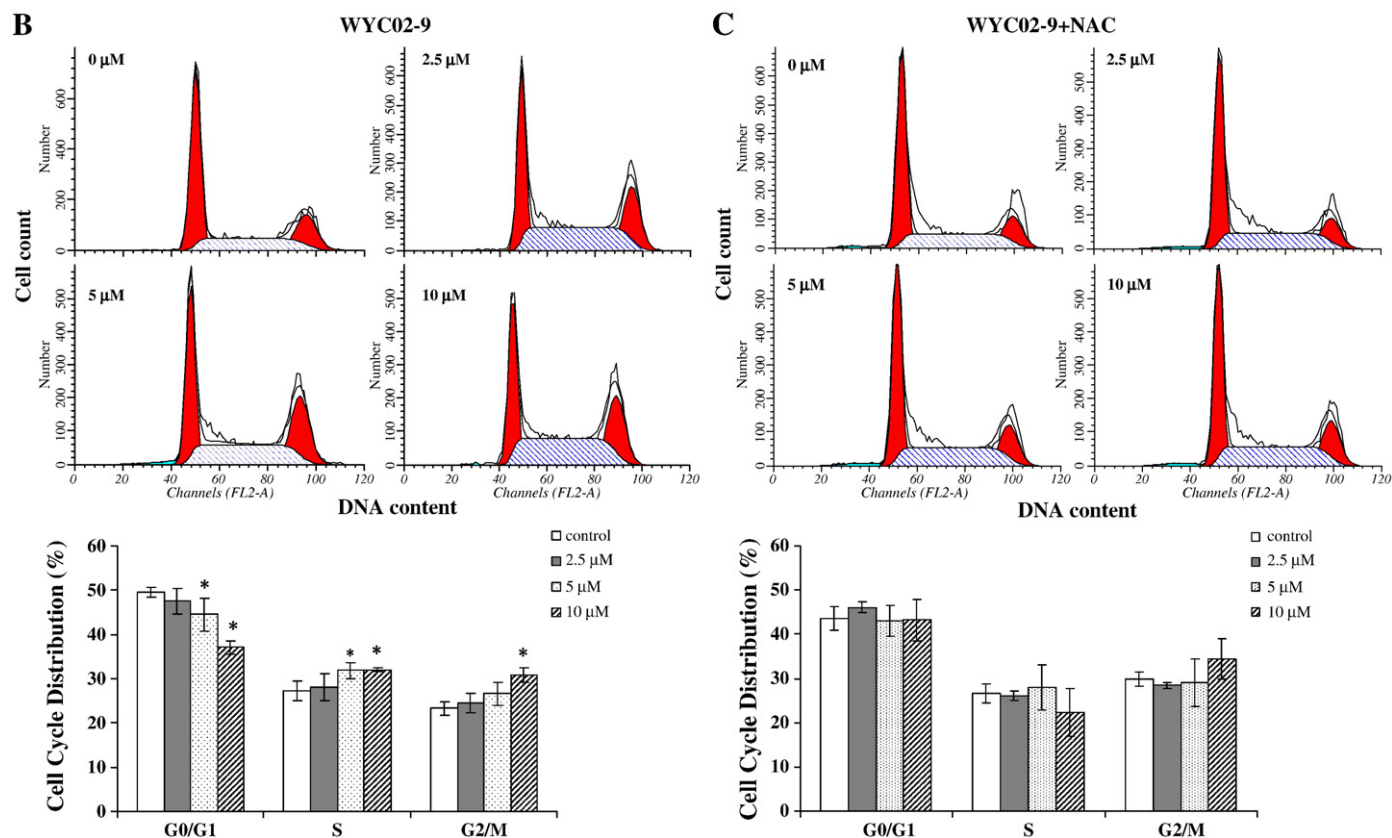 B
WYC02-9
C
WYC02-9+NAC
Cell count
0 µM
Number
0 200 400 600
2.5 µM
Number
0 100 200 300 400 500 600
5 µM
Number
0 100 200 300 400 500
0 20 40 60 80 100 120
Channels (FL2-A)
10 µM
Number
0 100 200 300 400 500
0 20 40 60 80 100 120
Channels (FL2-A)
Cell count
0 µM
Number
0 100 200 300 400 500 600
2.5 µM
Number
0 100 200 300 400 500
5 µM
Number
0 100 200 300 400 500
0 20 40 60 80 100 120
Channels (FL2-A)
10 µM
Number
0 100 200 300 400 500
0 20 40 60 80 100 120
Channels (FL2-A)
DNA content
DNA content
Cell Cycle Distribution (%)
60
50
40
30
20
10
0
control
2.5 µM
5 µM
10 µM
* * * * *
G0/G1 S G2/M
Cell Cycle Distribution (%)
60
50
40
30
20
10
0
control
2.5 µM
5 µM
10 µM
G0/G1 S G2/M